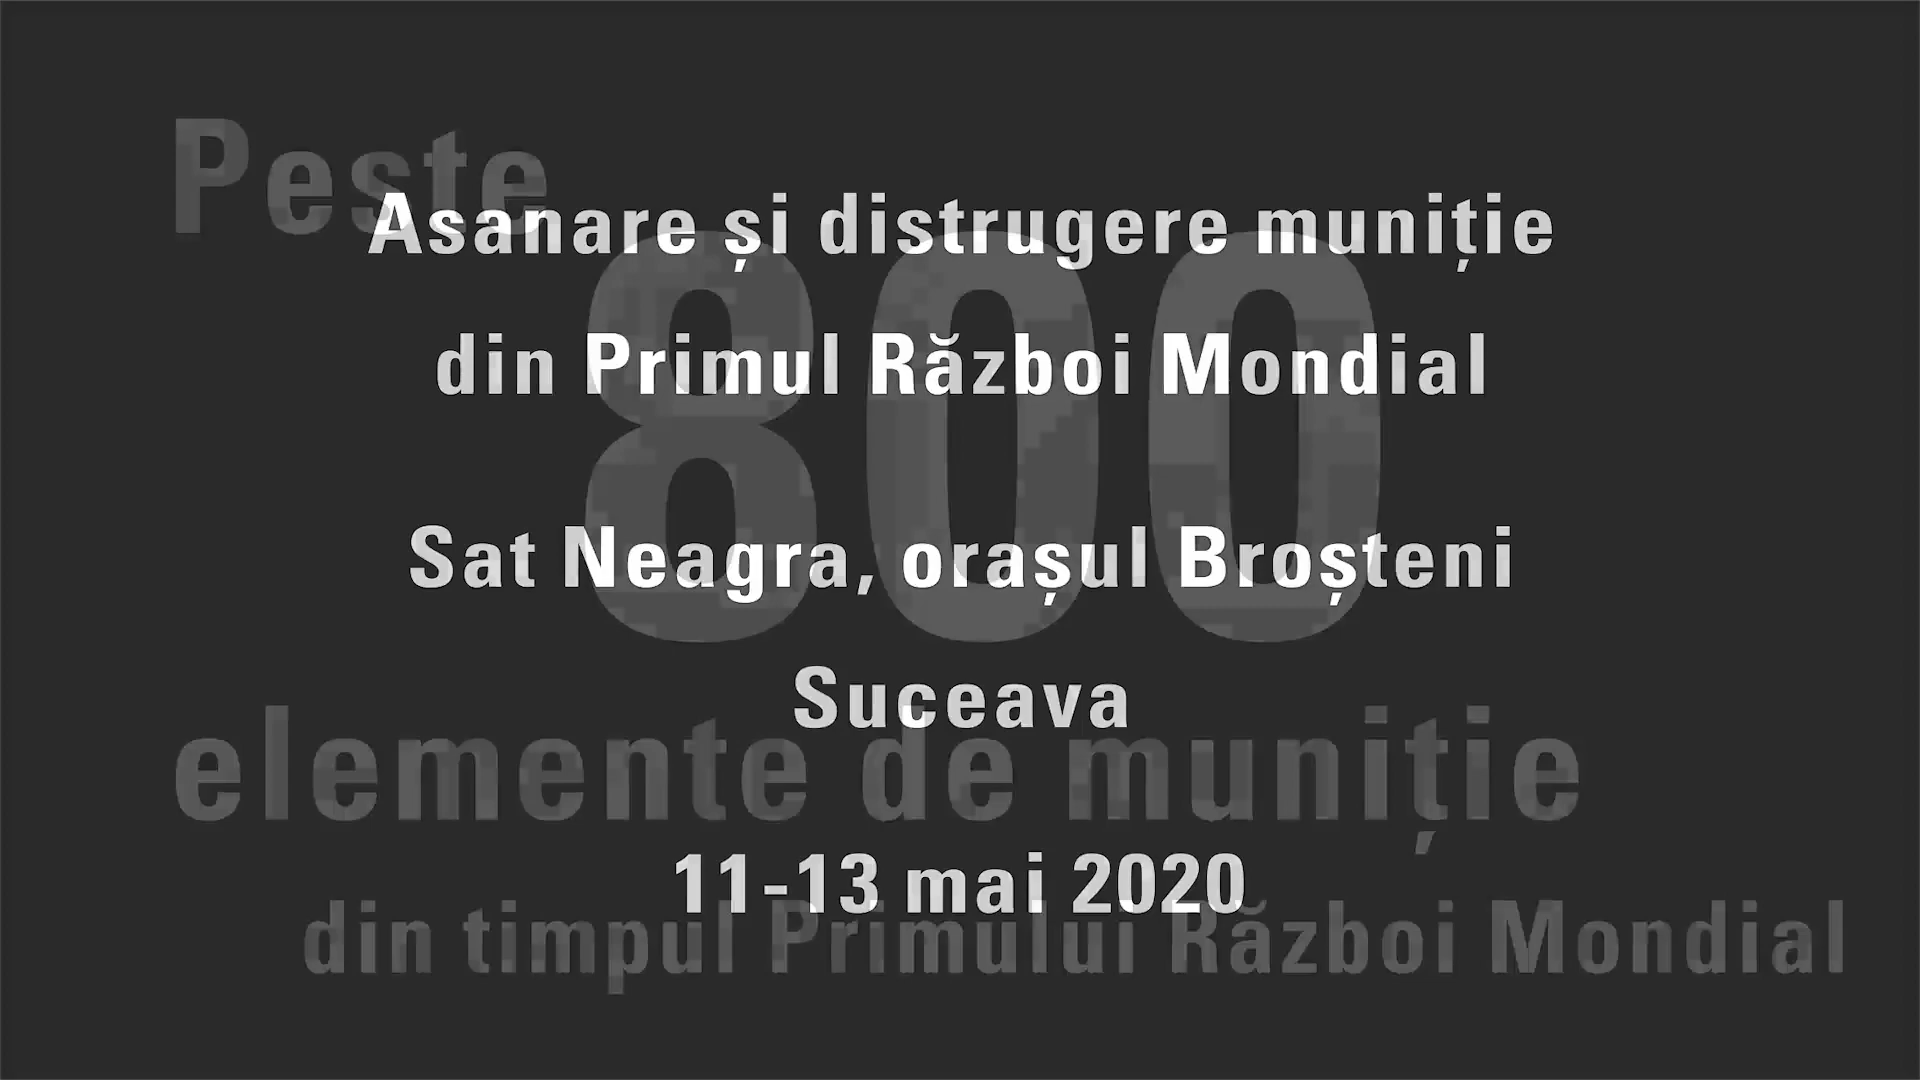 Peste
Asanare și distrugere muniție
800
din Primul Război Mondial
Sat Neagra, orașul Broșteni
Suceava
elemente de muniție
11-13 mai 2020
din timpul Primului Război Mondial